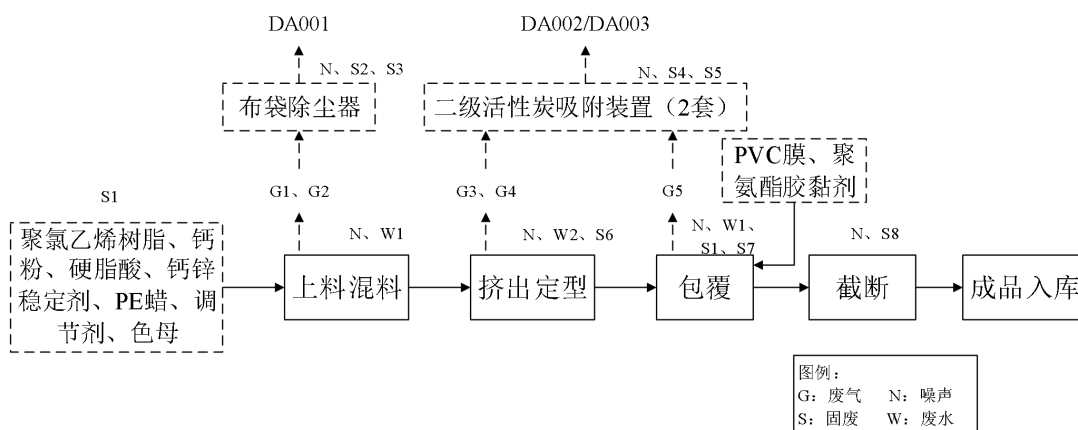 DA001
DA002/DA003
N、S2、S3
N、S4、S5
布袋除尘器
二级活性炭吸附装置（2套）
PVC膜、聚
氨酯胶黏剂
S1
G1、G2
G3、G4
G5
聚氯乙烯树脂、钙
粉、硬脂酸、钙锌
稳定剂、PE蜡、调
节剂、色母
N、W1
N、W2、S6
N、W1、
S1、S7
N、S8
上料混料
挤出定型
包覆
截断
成品入库
图例：
G：废气 N：噪声
S：固废 W：废水